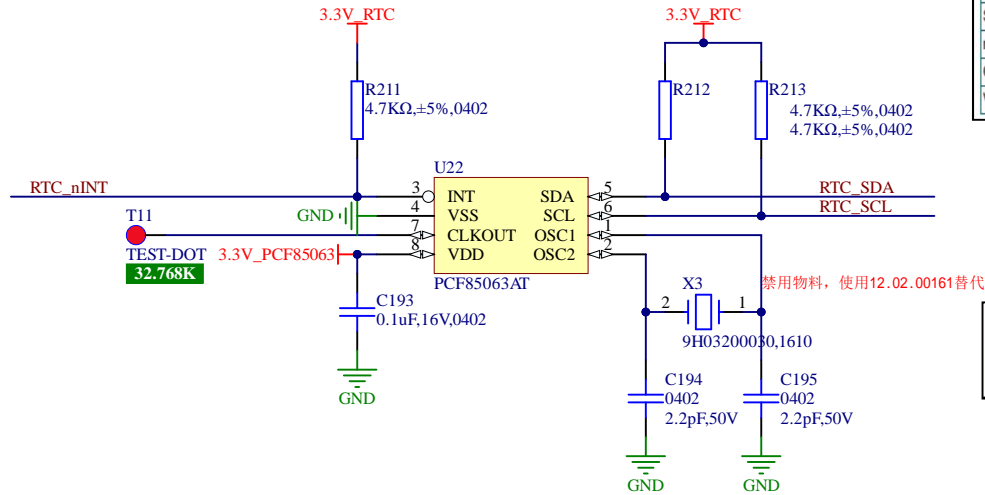 3.3V_RTC
3.3V_RTC
R211
4.7KΩ,±5%,0402
R212
R213
4.7KΩ,±5%,0402
4.7KΩ,±5%,0402
U22
RTC_nINT
3
INT
SDA
5
RTC_SDA
GND
4
VSS
SCL
6
RTC_SCL
T11
7
CLKOUT
OSC1
1
TEST-DOT
3.3V_PCF85063
8
VDD
OSC2
2
32.768K
PCF85063AT
X3
禁用物料，使用12.02.00161替代
C193
0.1uF,16V,0402
2
1
9H03200030,1610
GND
C194
0402
2.2pF,50V
C195
0402
2.2pF,50V
GND
GND